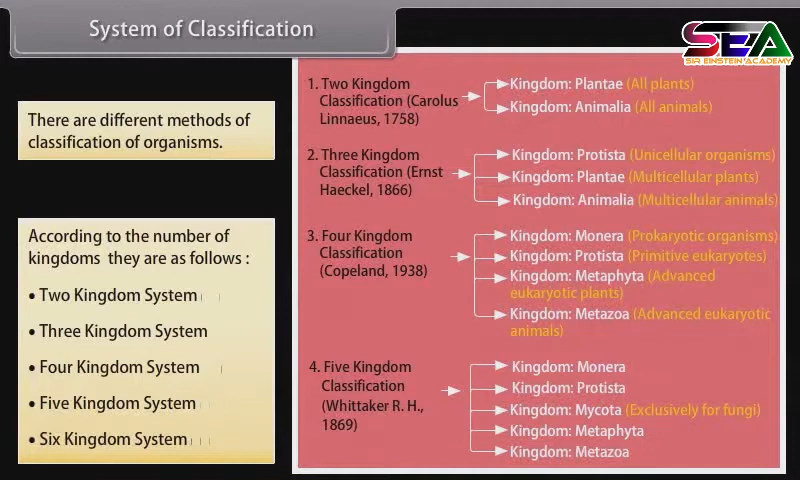 System of Classification
SEA
SIR EINSTEIN ACADEMY
There are different methods of
classification of organisms.
According to the number of
kingdoms they are as follows :
• Two Kingdom System
• Three Kingdom System
• Four Kingdom System
• Five Kingdom System
• Six Kingdom System
1. Two Kingdom
Classification (Carolus
Linnaeus, 1758)
Kingdom: Plantae (All plants)
Kingdom: Animalia (All animals)
2. Three Kingdom
Classification (Ernst
Haeckel, 1866)
Kingdom: Protista (Unicellular organisms)
Kingdom: Plantae (Multicellular plants)
Kingdom: Animalia (Multicellular animals)
3. Four Kingdom
Classification
(Copeland, 1938)
Kingdom: Monera (Prokaryotic organisms)
Kingdom: Protista (Primitive eukaryotes)
Kingdom: Metaphyta (Advanced
eukaryotic plants)
Kingdom: Metazoa (Advanced eukaryotic
animals)
4. Five Kingdom
Classification
(Whittaker R. H.,
1869)
Kingdom: Monera
Kingdom: Protista
Kingdom: Mycota (Exclusively for fungi)
Kingdom: Metaphyta
Kingdom: Metazoa